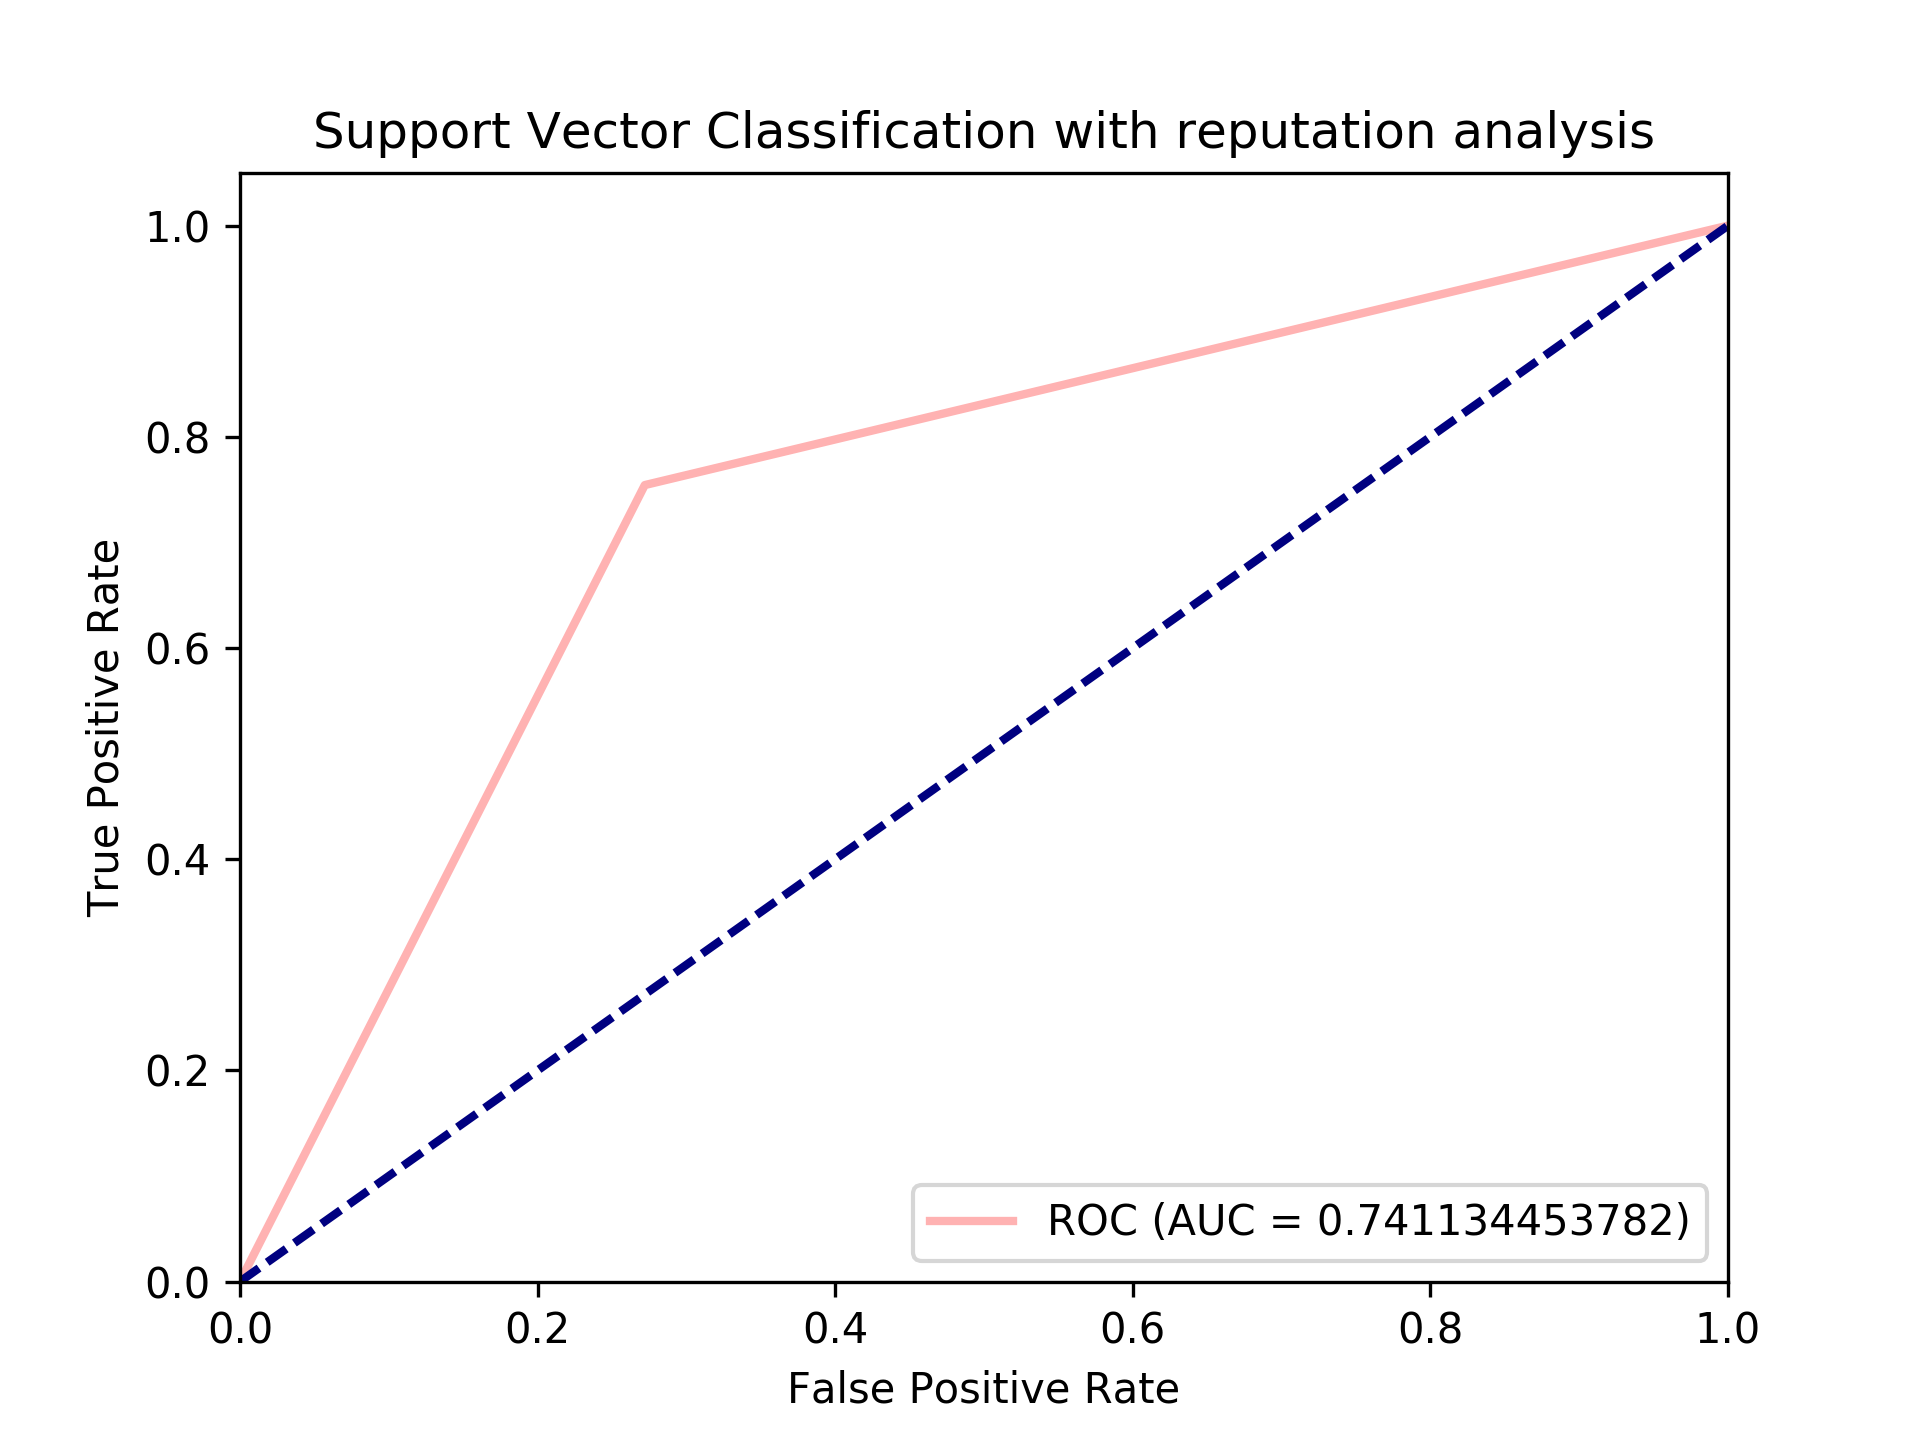 Support Vector Classification with reputation analysis
1.0
0.8
0.6
0.4
0.2
0.0
True Positive Rate
ROC (AUC = 0.741134453782)
0.0 0.2 0.4 0.6 0.8 1.0
False Positive Rate